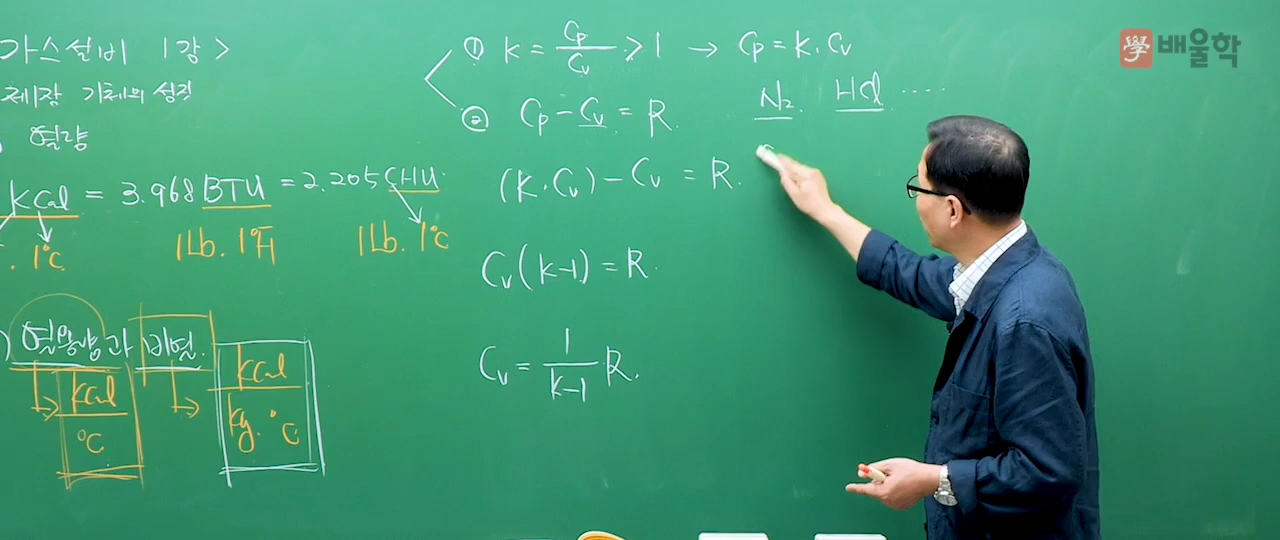 가스설비 1강>
제장 기체의 성질
열량
kcal = 3.968 BTU = 2.205 CHU
. 1℃ 1Lb. 1℉ 1Lb. 1℃
) 열용량과 비열.
kcal
℃
kcal
kg.℃
① K = Cp/Cv > 1 → Cp = K. Cv
② Cp - Cv = R.
N₂. HCl ....
(K. Cv) - Cv = R.
Cv(K-1) = R.
Cv = 1/(K-1) R.
學 배울학